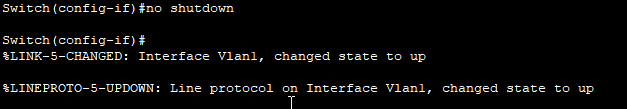 Switch(config-if)#no shutdown
Switch(config-if)#
%LINK-5-CHANGED: Interface Vlan1, changed state to up
%LINEPROTO-5-UPDOWN: Line protocol on Interface Vlan1, changed state to up